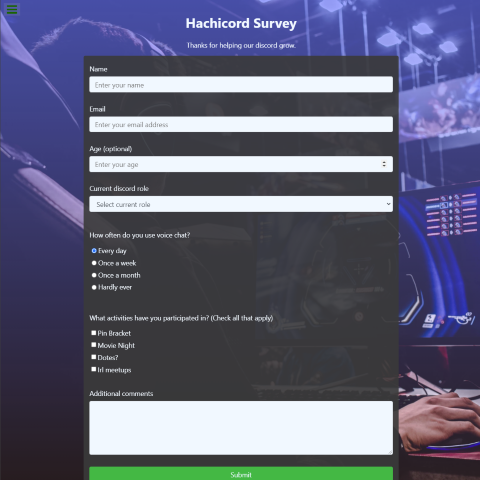 Hachicord Survey
Thanks for helping our discord grow.
Name
Enter your name
Email
Enter your email address
Age (optional)
Enter your age
Current discord role
Select current role
How often do you use voice chat?
Every day
Once a week
Once a month
Hardly ever
What activities have you participated in? (Check all that apply)
Pin Bracket
Movie Night
Dotes?
Irl meetups
Additional comments
Submit